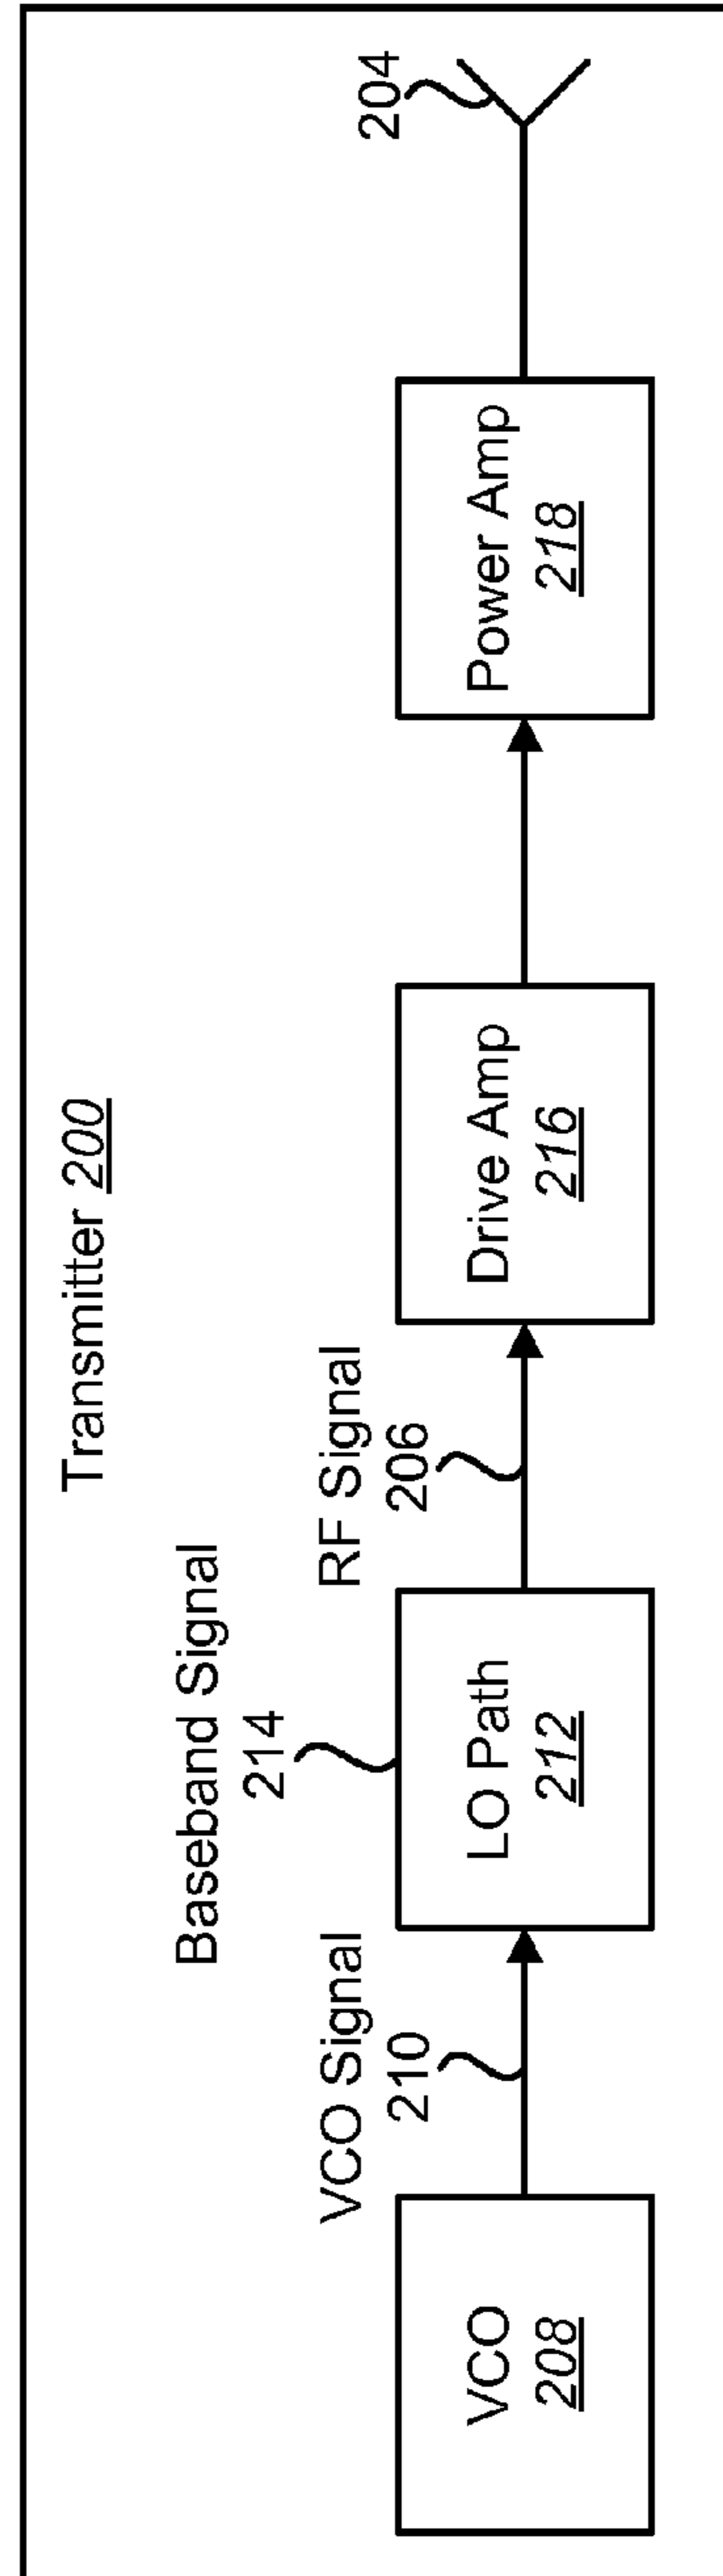 Transmitter 200
Baseband Signal
214
VCO Signal
210
RF Signal
206
204
VCO
208
LO Path
212
Drive Amp
216
Power Amp
218